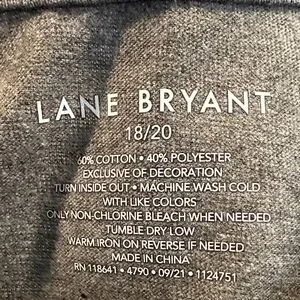 LANE BRYANT
18/20
60% COTTON • 40% POLYESTER
EXCLUSIVE OF DECORATION
TURN INSIDE OUT • MACHINE WASH COLD
WITH LIKE COLORS
ONLY NON-CHLORINE BLEACH WHEN NEEDED
TUMBLE DRY LOW
WARM IRON ON REVERSE IF NEEDED
MADE IN CHINA
RN 118641 • 4790 • 09/21 • 1124751